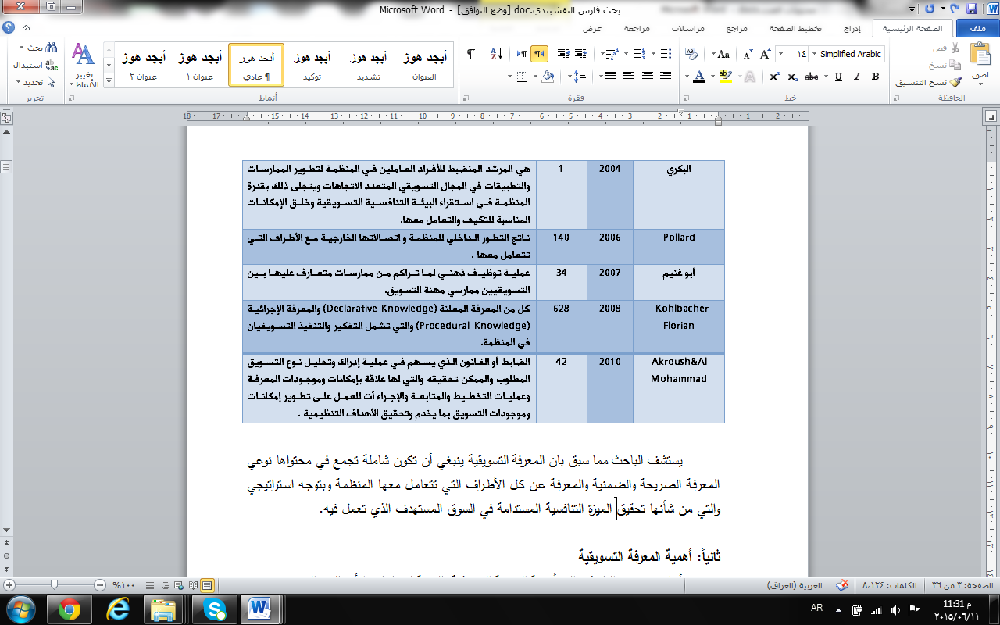 بحث فارس النقشبندي.doc [وضع التوافق] - Microsoft Word
ملف
الصفحة الرئيسية
إدراج
تخطيط الصفحة
مراجع
مراسلات
مراجعة
عرض
لصق
قص
نسخ
نسخ التنسيق
الحافظة
Simplified Arabic
١٤
خط
فقرة
أبجد هوز
العنوان
أبجد هوز
تشديد
أبجد هوز
توكيد
أبجد هوز
¶ عادي
أبجد هوز
عنوان ١
أبجد هوز
عنوان ٢
تغيير
الأنماط
أنماط
بحث
استبدال
تحديد
تحرير
البكري
2004
1
هي المرشد المنضبط للأفراد العاملين في المنظمة لتطوير الممارسات
والتطبيقات في المجال التسويقي المتعدد الاتجاهات ويتجلى ذلك بقدرة
المنظمة في استقراء البيئة التنافسية التسويقية وخلق الإمكانات
المناسبة للتكيف والتعامل معها.
Pollard
2006
140
ناتج التطور الداخلي للمنظمة و اتصالاتها الخارجية مع الأطراف التي
تتعامل معها .
أبو غنيم
2007
34
عملية توظيف ذهني لما تراكم من ممارسات متعارف عليها بين
التسويقيين ممارسي مهنة التسويق.
Kohlbacher
Florian
2008
628
كل من المعرفة المعلنة (Declarative Knowledge) والمعرفة الإجرائية
(Procedural Knowledge) والتي تشمل التفكير والتنفيذ التسويقيان
في المنظمة.
Akroush&Al
Mohammad
2010
42
الضابط أو القانون الذي يسهم في عملية إدراك وتحليل نوع التسويق
المطلوب والممكن تحقيقه والتي لها علاقة بإمكانات وموجودات المعرفة
وعمليات التخطيط والمتابعة والإجراء أت للعمل على تطوير إمكانات
وموجودات التسويق بما يخدم وتحقيق الأهداف التنظيمية .
يستشف الباحث مما سبق بان المعرفة التسويقية ينبغي أن تكون شاملة تجمع في محتواها نوعي
المعرفة الصريحة والضمنية والمعرفة عن كل الأطراف التي تتعامل معها المنظمة وبتوجه استراتيجي
والتي من شأنها تحقيق الميزة التنافسية المستدامة في السوق المستهدف الذي تعمل فيه.
ثانياً: أهمية المعرفة التسويقية
الصفحة: ٣ من ٣٦
الكلمات: ٨،١٢٤
العربية (العراق)
١٠٠%
AR
11:31 م
٢٠١٥/٠٦/١١